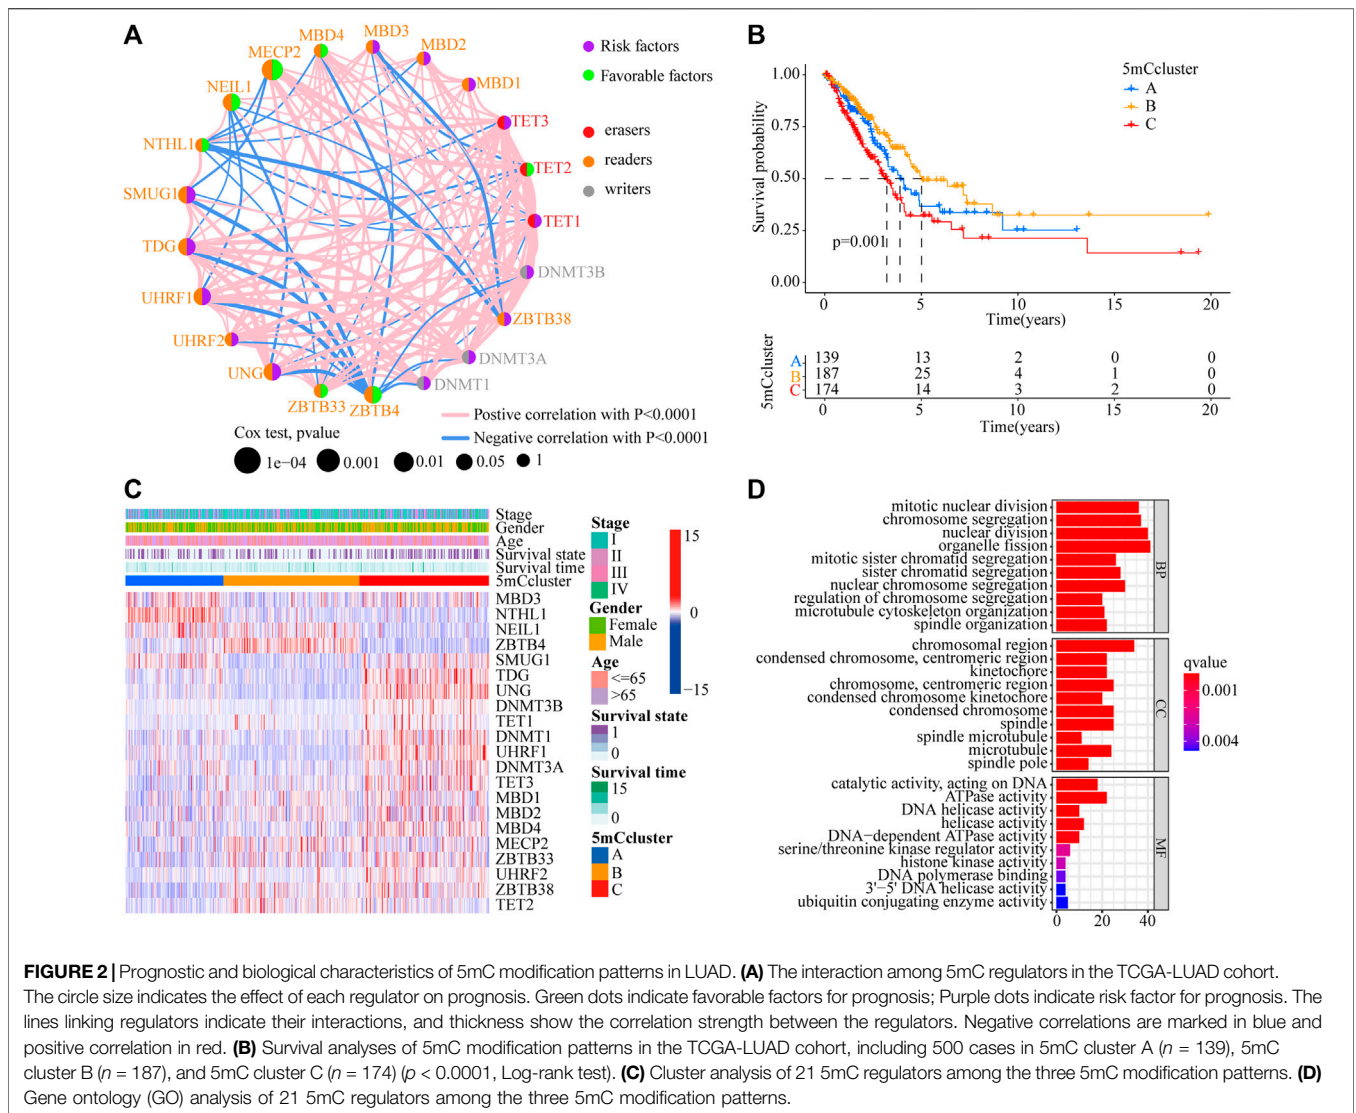 A
MBD4
MBD3
MBD2
MBD1
MECP2
NEIL1
NTHL1
SMUG1
TDG
UHRF1
UHRF2
UNG
ZBTB33
ZBTB4
DNMT1
DNMT3A
ZBTB38
DNMT3B
TET1
TET2
TET3
Risk factors
Favorable factors
erasers
readers
writers
Postive correlation with P<0.0001
Negative correlation with P<0.0001
Cox test, pvalue
1e−04 0.001 0.01 0.05 1
B
5mCcluster
A
B
C
Survival probability
1.00
0.75
0.50
0.25
0.00
p=0.001
0 5 10 15 20
Time(years)
5mCcluster
A 139 13 2 0 0
B 187 25 4 1 0
C 174 14 3 2 0
0 5 10 15 20
Time(years)
C
Stage
Gender
Age
Survival state
Survival time
5mCcluster
MBD3
NTHL1
NEIL1
ZBTB4
SMUG1
TDG
UNG
DNMT3B
TET1
DNMT1
UHRF1
DNMT3A
TET3
MBD1
MBD2
MBD4
MECP2
ZBTB33
UHRF2
ZBTB38
TET2
Stage
I
II
III
IV
Gender
Female
Male
Age
<=65
>65
Survival state
1
0
Survival time
15
0
5mCcluster
A
B
C
15
0
−15
D
mitotic nuclear division
chromosome segregation
nuclear division
organelle fission
mitotic sister chromatid segregation
sister chromatid segregation
nuclear chromosome segregation
regulation of chromosome segregation
microtubule cytoskeleton organization
spindle organization
BP
chromosomal region
condensed chromosome, centromeric region
kinetochore
chromosome, centromeric region
condensed chromosome kinetochore
condensed chromosome
spindle
spindle microtubule
microtubule
spindle pole
CC
catalytic activity, acting on DNA
ATPase activity
DNA helicase activity
helicase activity
DNA−dependent ATPase activity
serine/threonine kinase regulator activity
histone kinase activity
DNA polymerase binding
3'−5' DNA helicase activity
ubiquitin conjugating enzyme activity
MF
0 20 40
qvalue
0.001
0.004
FIGURE 2 | Prognostic and biological characteristics of 5mC modification patterns in LUAD. (A) The interaction among 5mC regulators in the TCGA-LUAD cohort.
The circle size indicates the effect of each regulator on prognosis. Green dots indicate favorable factors for prognosis; Purple dots indicate risk factor for prognosis. The
lines linking regulators indicate their interactions, and thickness show the correlation strength between the regulators. Negative correlations are marked in blue and
positive correlation in red. (B) Survival analyses of 5mC modification patterns in the TCGA-LUAD cohort, including 500 cases in 5mC cluster A (n = 139), 5mC
cluster B (n = 187), and 5mC cluster C (n = 174) (p < 0.0001, Log-rank test). (C) Cluster analysis of 21 5mC regulators among the three 5mC modification patterns. (D)
Gene ontology (GO) analysis of 21 5mC regulators among the three 5mC modification patterns.